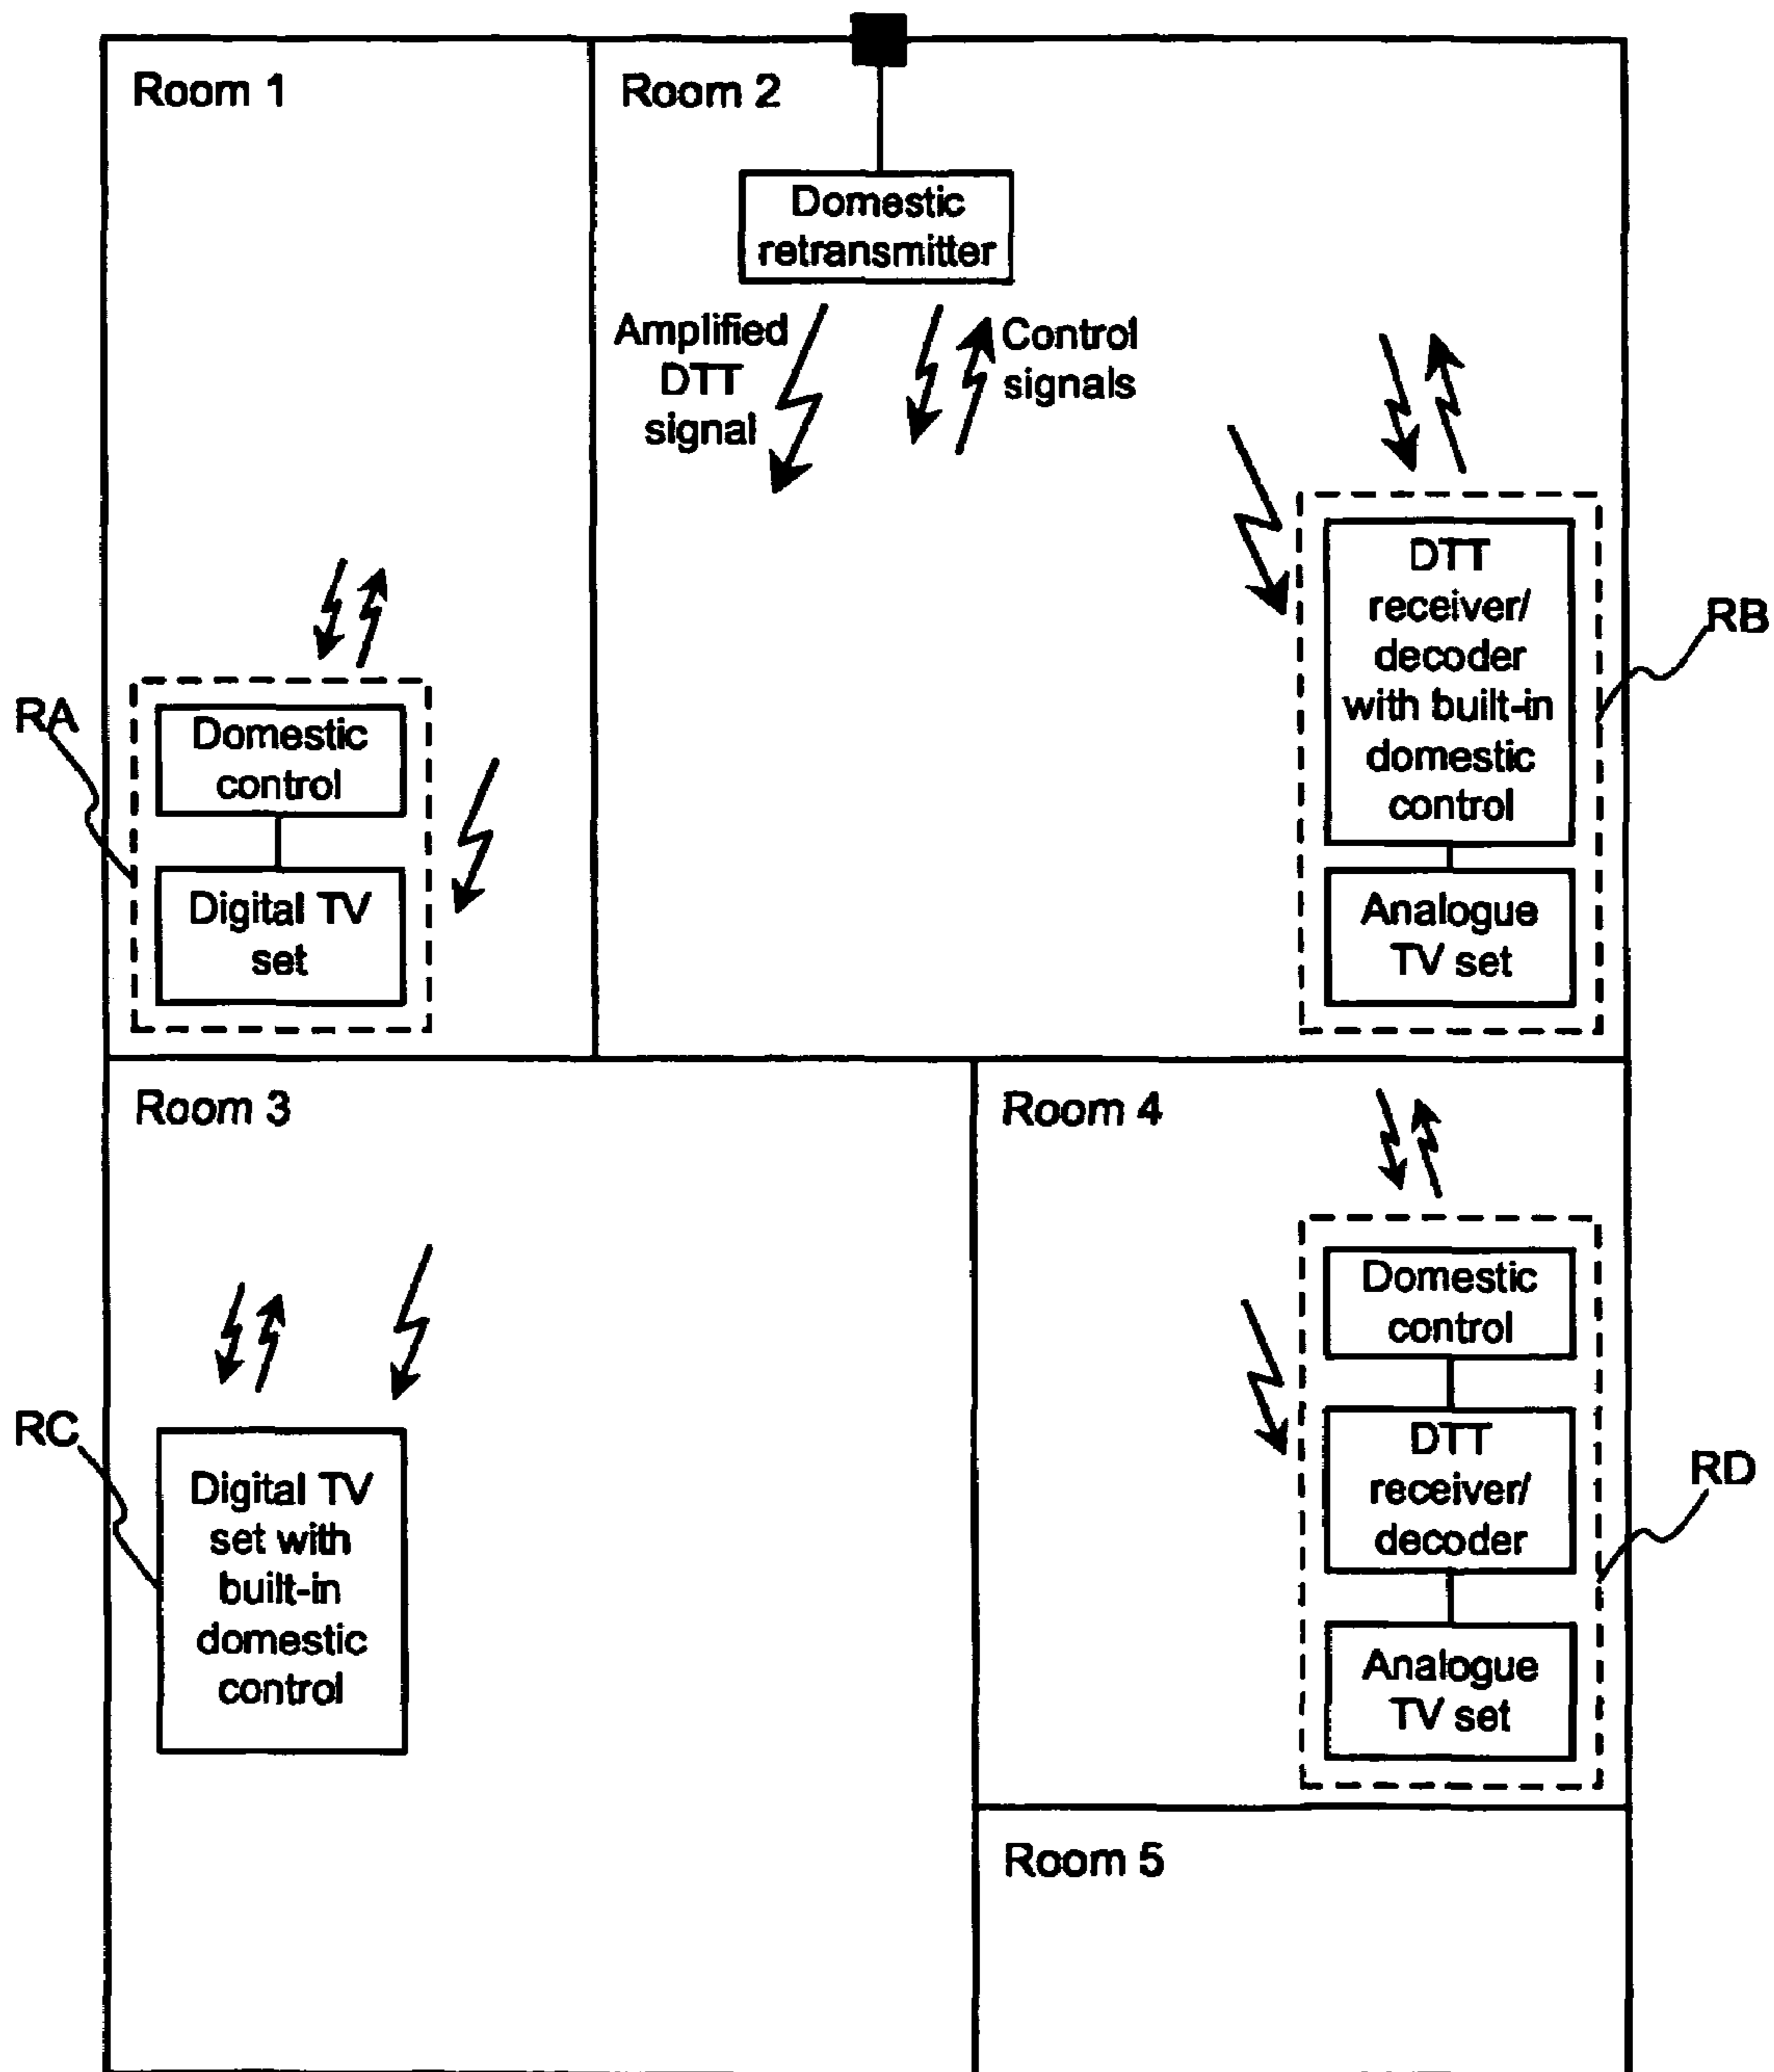 Room 1
Room 2
Domestic
retransmitter
Amplified
DTT
signal
Control
signals
DTT
receiver/
decoder
with built-in
domestic
control
RB
Analogue
TV set
RA
Domestic
control
Digital TV
set
Room 3
Room 4
Domestic
control
DTT
receiver/
decoder
RD
Analogue
TV set
RC
Digital TV
set with
built-in
domestic
control
Room 5